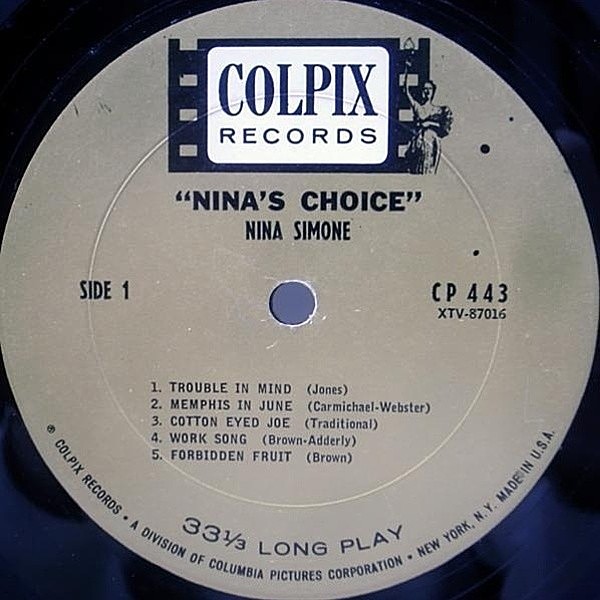 COLPIX
RECORDS
"NINA'S CHOICE"
NINA SIMONE
SIDE 1
CP 443
XTV-87016
1. TROUBLE IN MIND (Jones)
2. MEMPHIS IN JUNE (Carmichael-Webster)
3. COTTON EYED JOE (Traditional)
4. WORK SONG (Brown-Adderly)
5. FORBIDDEN FRUIT (Brown)
33⅓ LONG PLAY
® COLPIX RECORDS • A DIVISION OF COLUMBIA PICTURES CORPORATION • NEW YORK, N.Y. MADE IN U.S.A.